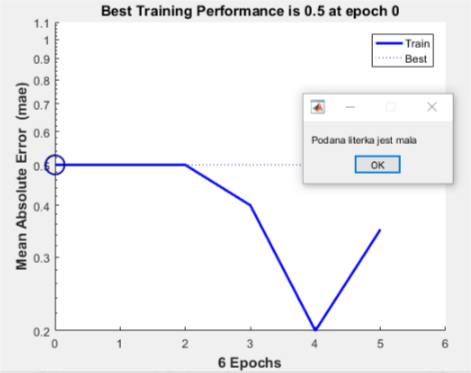 Best Training Performance is 0.5 at epoch 0
Mean Absolute Error (mae)
1.1
1
0.9
0.8
0.7
0.6
0.5
0.4
0.3
0.2
Train
Best
Podana literka jest mala
OK
0
1
2
3
4
5
6
6 Epochs